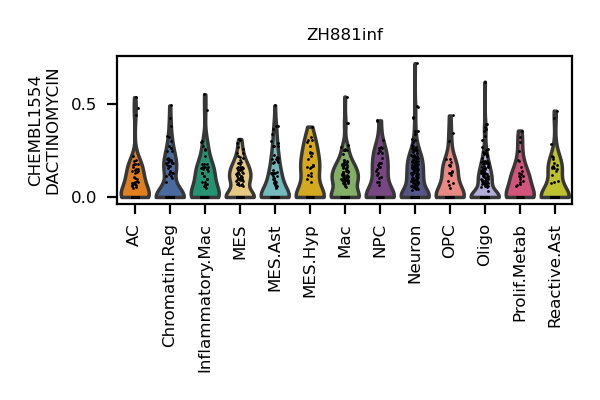 ZH881inf
CHEMBL1554
DACTINOMYCIN
0.5
0.0
AC
Chromatin.Reg
Inflammatory.Mac
MES
MES.Ast
MES.Hyp
Mac
NPC
Neuron
OPC
Oligo
Prolif.Metab
Reactive.Ast